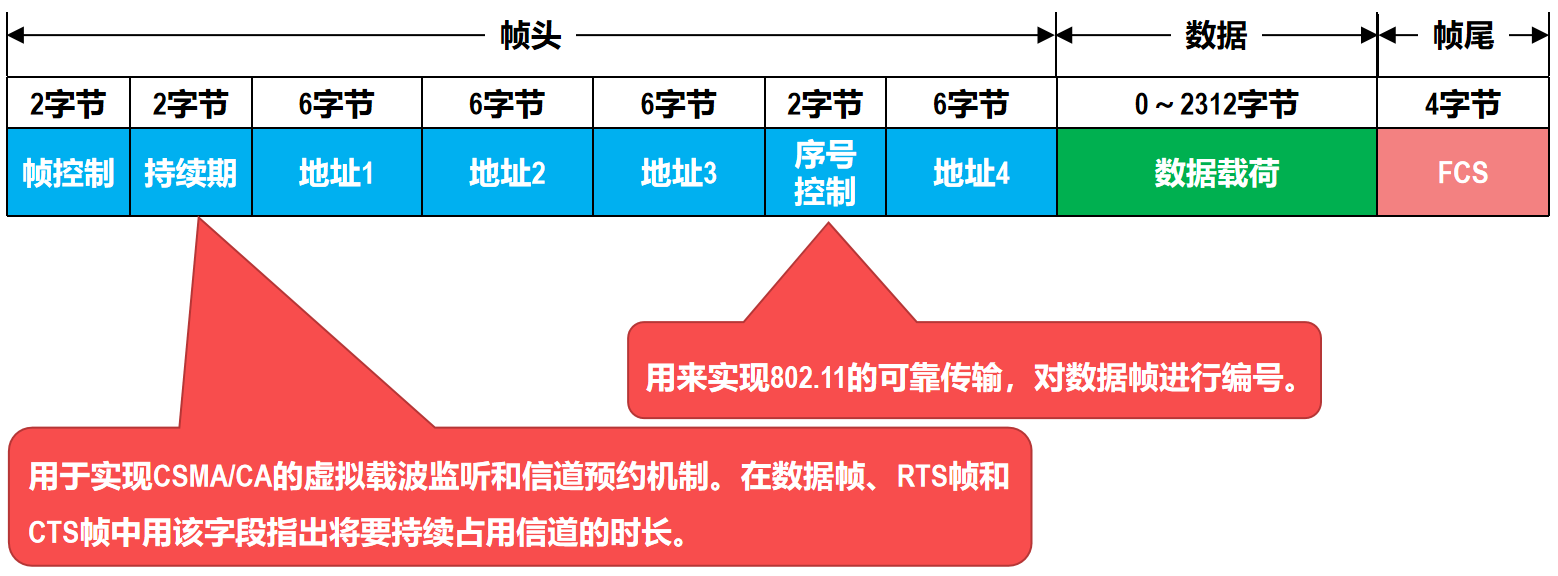 帧头 数据 帧尾
2字节 2字节 6字节 6字节 6字节 2字节 6字节 0 ~ 2312字节 4字节
帧控制 持续期 地址1 地址2 地址3 序号控制 地址4 数据载荷 FCS
用来实现802.11的可靠传输，对数据帧进行编号。
用于实现CSMA/CA的虚拟载波监听和信道预约机制。在数据帧、RTS帧和
CTS帧中用该字段指出将要持续占用信道的时长。